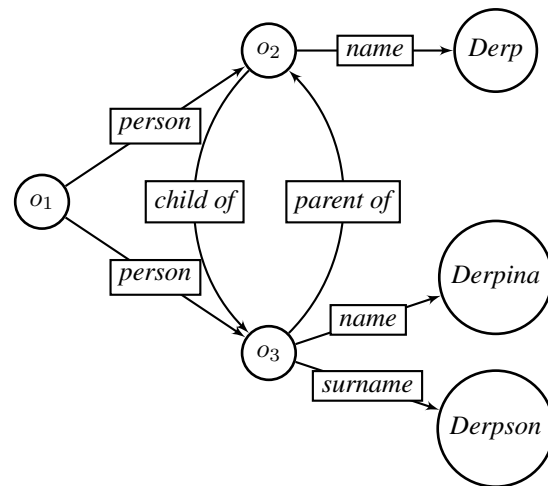 o₂
name
Derp
person
o₁
child of
parent of
person
Derpina
name
o₃
surname
Derpson